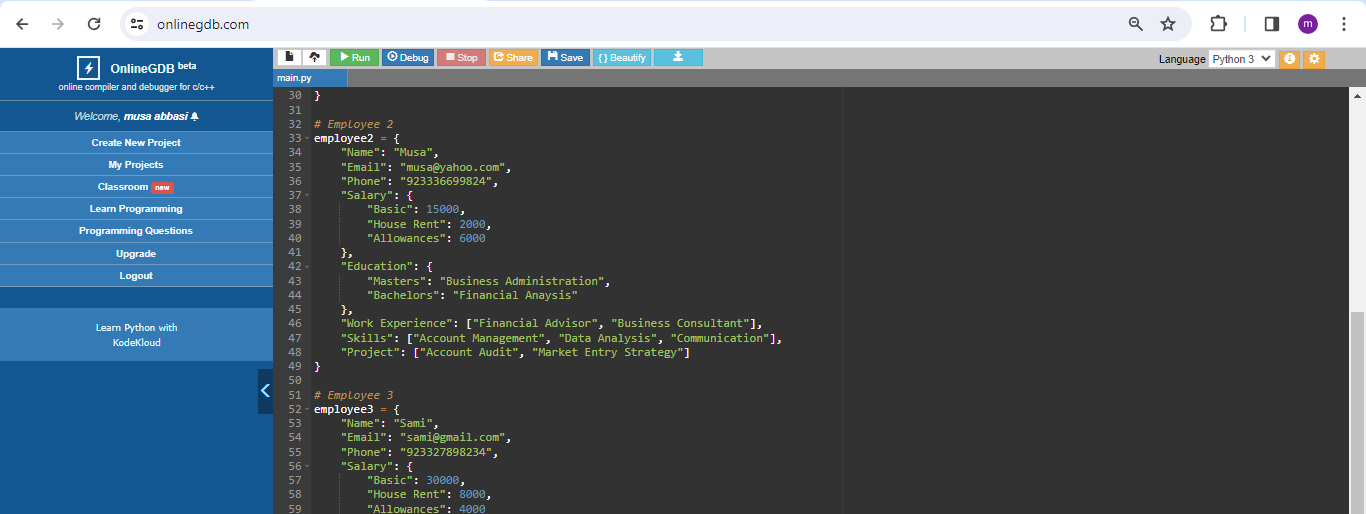 onlinegdb.com
m
OnlineGDB beta
online compiler and debugger for c/c++
Welcome, musa abbasi
Create New Project
My Projects
Classroom new
Learn Programming
Programming Questions
Upgrade
Logout
Learn Python with
KodeKloud
Run Debug Stop Share Save { } Beautify
Language Python 3
main.py
30 }
31
32 # Employee 2
33 employee2 = {
34 "Name": "Musa",
35 "Email": "musa@yahoo.com",
36 "Phone": "923336699824",
37 "Salary": {
38 "Basic": 15000,
39 "House Rent": 2000,
40 "Allowances": 6000
41 },
42 "Education": {
43 "Masters": "Business Administration",
44 "Bachelors": "Financial Anaysis"
45 },
46 "Work Experience": ["Financial Advisor", "Business Consultant"],
47 "Skills": ["Account Management", "Data Analysis", "Communication"],
48 "Project": ["Account Audit", "Market Entry Strategy"]
49 }
50
51 # Employee 3
52 employee3 = {
53 "Name": "Sami",
54 "Email": "sami@gmail.com",
55 "Phone": "923327898234",
56 "Salary": {
57 "Basic": 30000,
58 "House Rent": 8000,
59 "Allowances": 4000